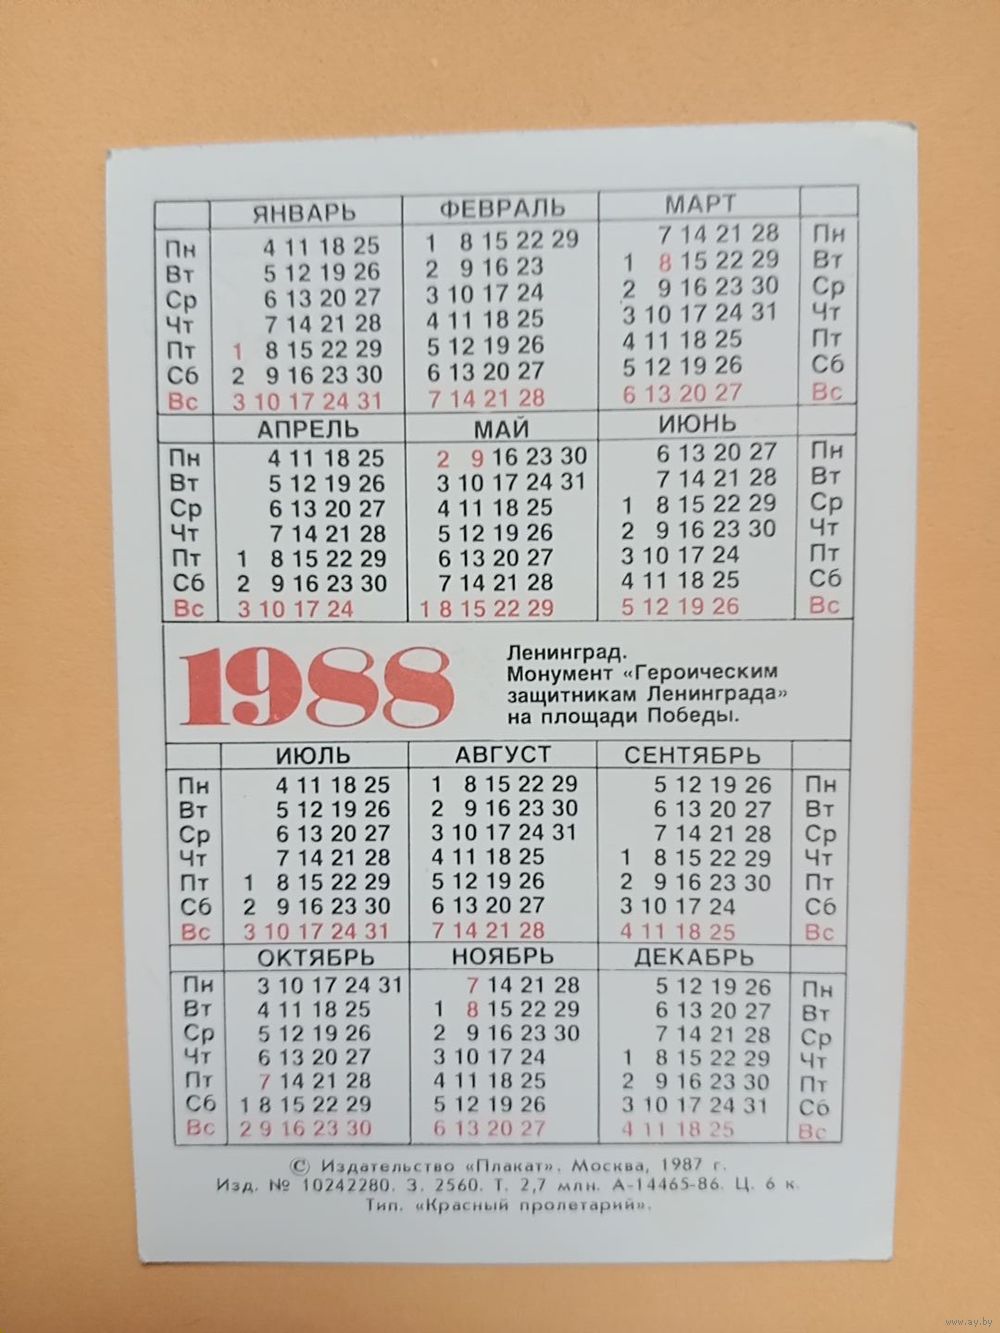 ЯНВАРЬ ФЕВРАЛЬ МАРТ
Пн 4 11 18 25 1 8 15 22 29 7 14 21 28 Пн
Вт 5 12 19 26 2 9 16 23 1 8 15 22 29 Вт
Ср 6 13 20 27 3 10 17 24 2 9 16 23 30 Ср
Чт 7 14 21 28 4 11 18 25 3 10 17 24 31 Чт
Пт 1 8 15 22 29 5 12 19 26 4 11 18 25 Пт
Сб 2 9 16 23 30 6 13 20 27 5 12 19 26 Сб
Вс 3 10 17 24 31 7 14 21 28 6 13 20 27 Вс
АПРЕЛЬ МАЙ ИЮНЬ
Пн 4 11 18 25 2 9 16 23 30 6 13 20 27 Пн
Вт 5 12 19 26 3 10 17 24 31 7 14 21 28 Вт
Ср 6 13 20 27 4 11 18 25 1 8 15 22 29 Ср
Чт 7 14 21 28 5 12 19 26 2 9 16 23 30 Чт
Пт 1 8 15 22 29 6 13 20 27 3 10 17 24 Пт
Сб 2 9 16 23 30 7 14 21 28 4 11 18 25 Сб
Вс 3 10 17 24 1 8 15 22 29 5 12 19 26 Вс
1988
Ленинград.
Монумент «Героическим
защитникам Ленинграда»
на площади Победы.
ИЮЛЬ АВГУСТ СЕНТЯБРЬ
Пн 4 11 18 25 1 8 15 22 29 5 12 19 26 Пн
Вт 5 12 19 26 2 9 16 23 30 6 13 20 27 Вт
Ср 6 13 20 27 3 10 17 24 31 7 14 21 28 Ср
Чт 7 14 21 28 4 11 18 25 1 8 15 22 29 Чт
Пт 1 8 15 22 29 5 12 19 26 2 9 16 23 30 Пт
Сб 2 9 16 23 30 6 13 20 27 3 10 17 24 Сб
Вс 3 10 17 24 31 7 14 21 28 4 11 18 25 Вс
ОКТЯБРЬ НОЯБРЬ ДЕКАБРЬ
Пн 3 10 17 24 31 7 14 21 28 5 12 19 26 Пн
Вт 4 11 18 25 1 8 15 22 29 6 13 20 27 Вт
Ср 5 12 19 26 2 9 16 23 30 7 14 21 28 Ср
Чт 6 13 20 27 3 10 17 24 1 8 15 22 29 Чт
Пт 7 14 21 28 4 11 18 25 2 9 16 23 30 Пт
Сб 1 8 15 22 29 5 12 19 26 3 10 17 24 31 Сб
Вс 2 9 16 23 30 6 13 20 27 4 11 18 25 Вс
© Издательство «Плакат». Москва, 1987 г.
Изд. № 10242280. З. 2560. Т. 2,7 млн. А-14465-86. Ц. 6 к.
Тип. «Красный пролетарий».
www.ay.by